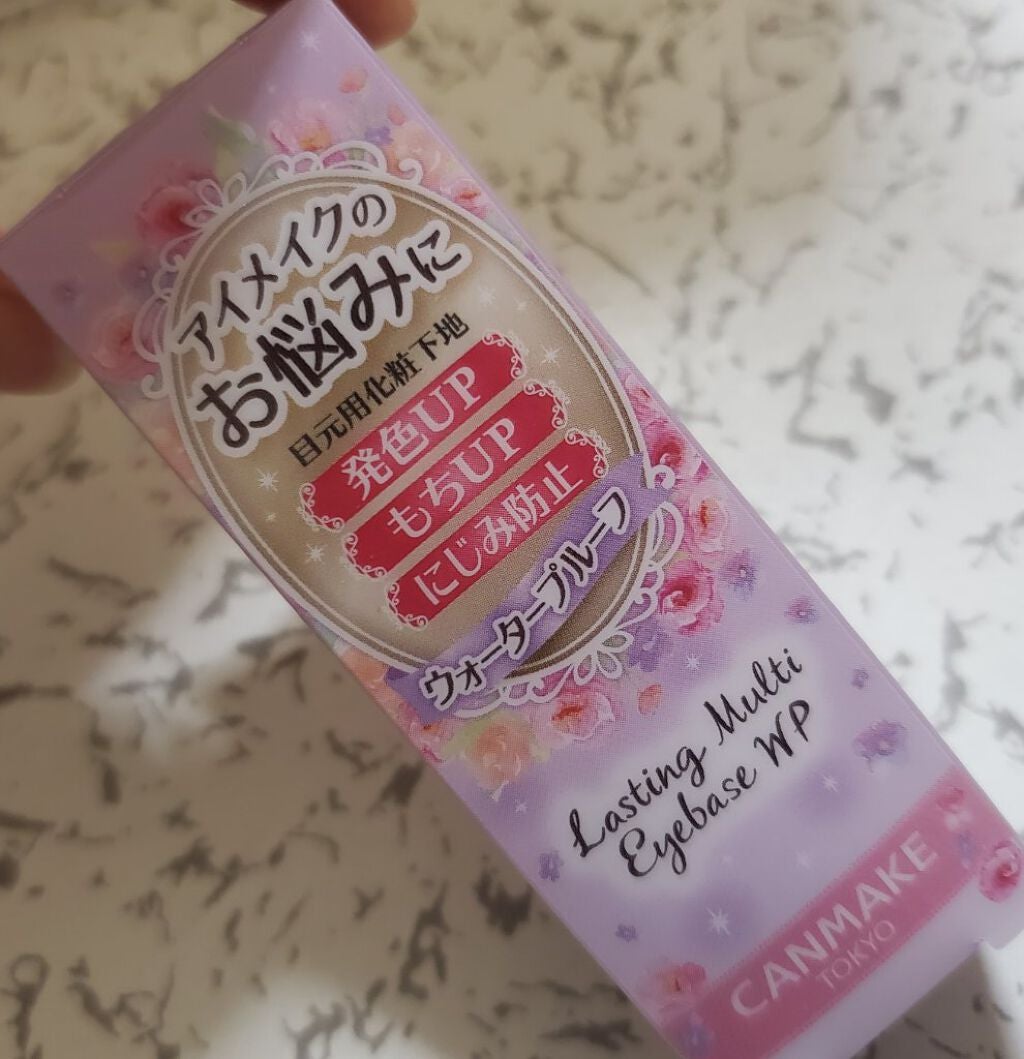 アイメイクの
お悩みに
目元用化粧下地
発色UP
もちUP
にじみ防止
ウォータープルーフ
Lasting Multi
Eyebase WP
CANMAKE
TOKYO